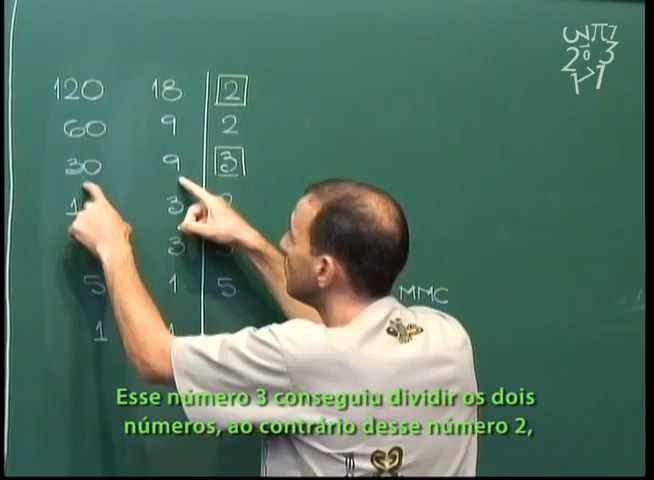 120 18 2
60 9 2
30 9 3
3
3
5 1 5
MMC
1
Esse número 3 conseguiu dividir os dois
números, ao contrário desse número 2,